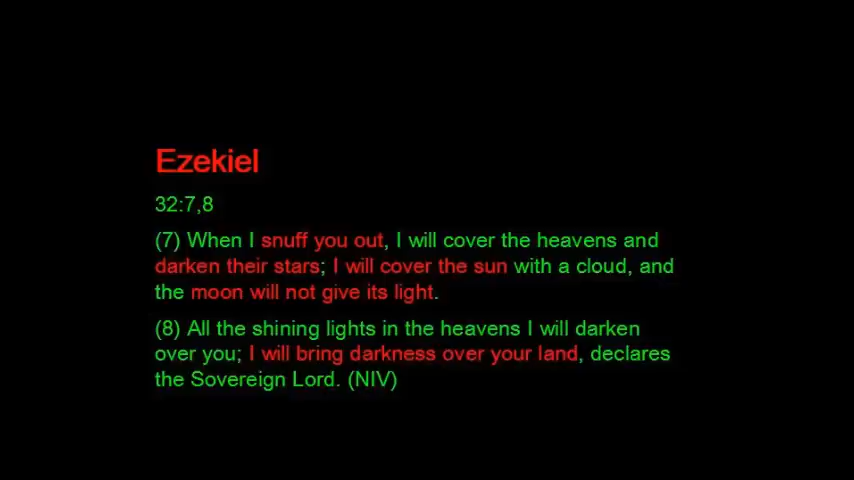 Ezekiel
32:7,8
(7) When I snuff you out, I will cover the heavens and
darken their stars; I will cover the sun with a cloud, and
the moon will not give its light.
(8) All the shining lights in the heavens I will darken
over you; I will bring darkness over your land, declares
the Sovereign Lord. (NIV)